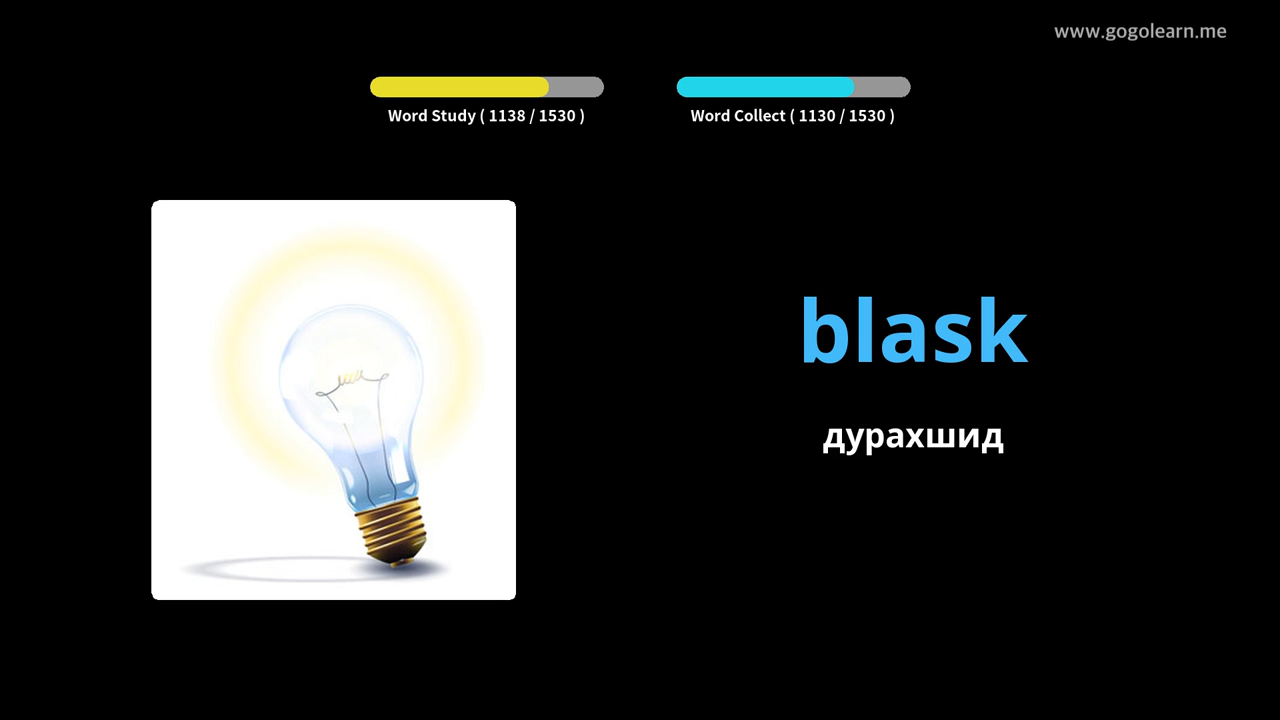 www.gogolearn.me
Word Study ( 1138 / 1530 )
Word Collect ( 1130 / 1530 )
blask
дурахшид